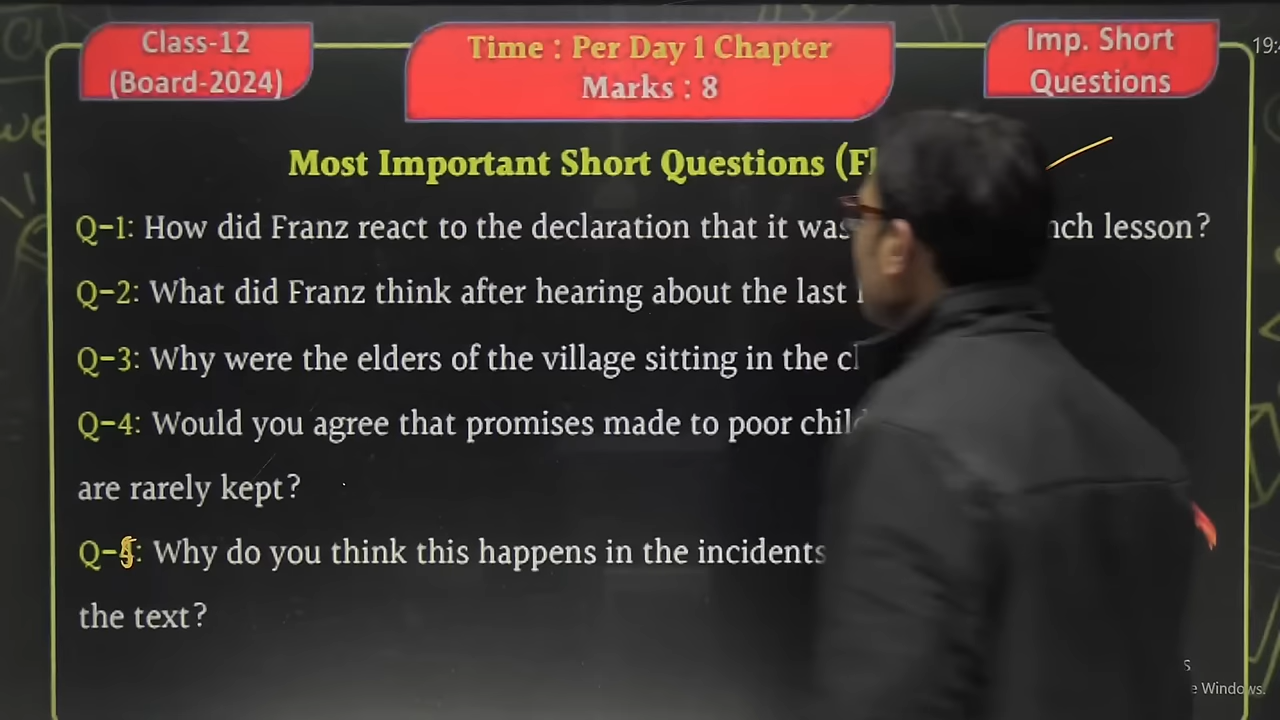 Class-12
(Board-2024)
Time : Per Day 1 Chapter
Marks : 8
Imp. Short
Questions
19:
Most Important Short Questions
Q-1: How did Franz react to the declaration that it was lesson?
Q-2: What did Franz think after hearing about the last
Q-3: Why were the elders of the village sitting in the
Q-4: Would you agree that promises made to poor
are rarely kept?
Q-5: Why do you think this happens in the incidents
the text?
Windows.